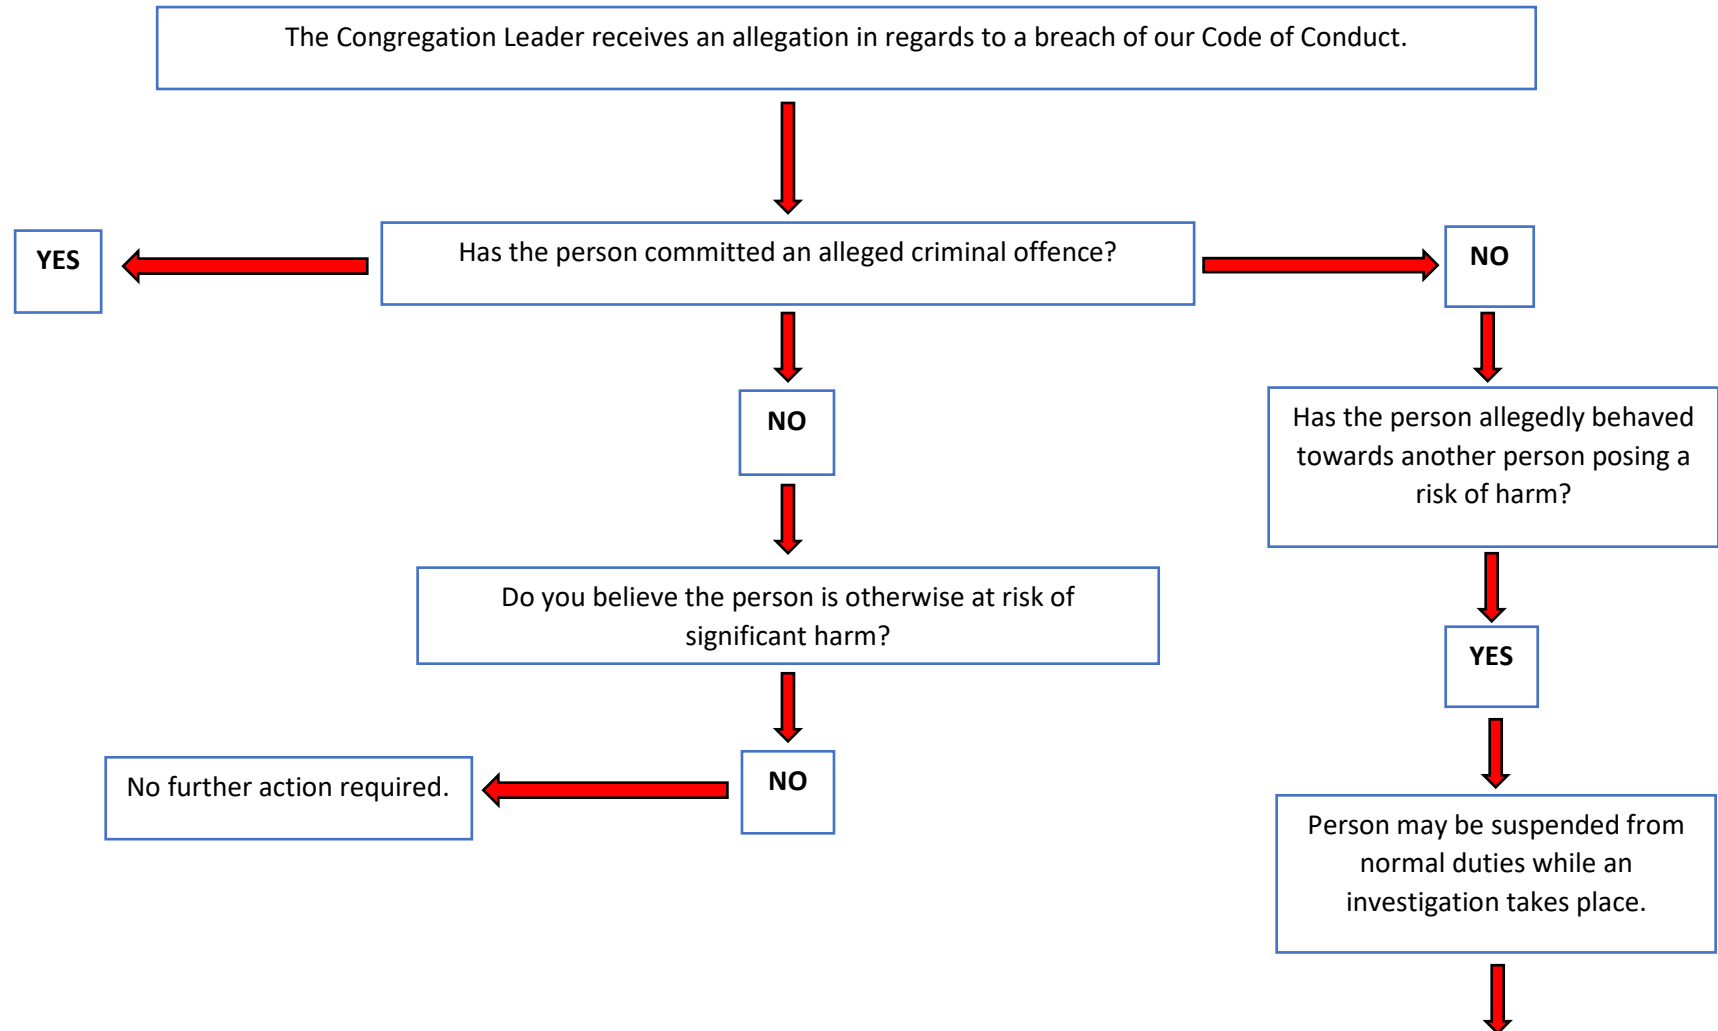 The Congregation Leader receives an allegation in regards to a breach of our Code of Conduct.
YES
Has the person committed an alleged criminal offence?
NO
NO
Has the person allegedly behaved
towards another person posing a
risk of harm?
Do you believe the person is otherwise at risk of
significant harm?
YES
No further action required.
NO
Person may be suspended from
normal duties while an
investigation takes place.